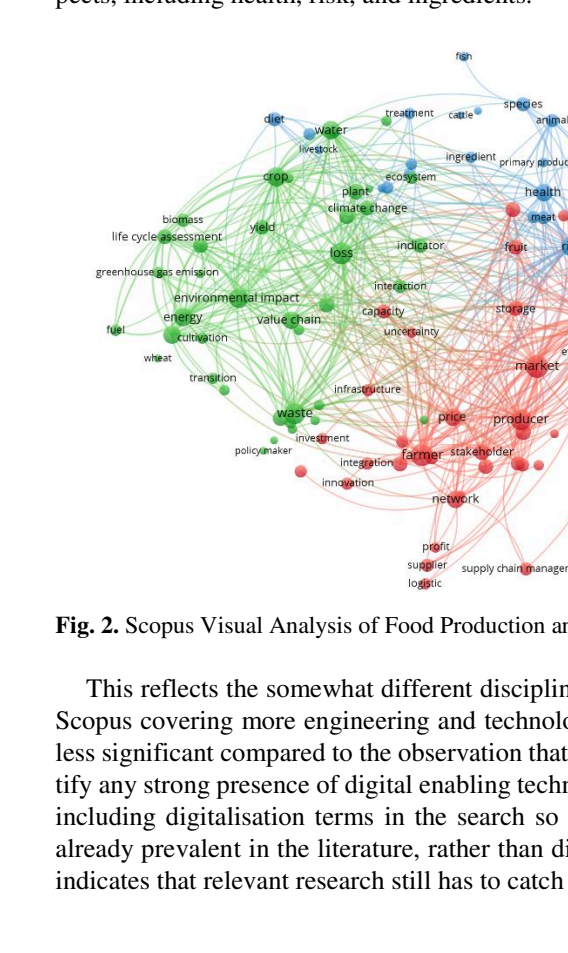 pects, including health, risk, and ingredients.
fish
species
diet
treatment
cattle
animal
water
livestock
ingredient
primary produc
crop
ecosystem
plant
health
climate change
biomass
meat
yield
life cycle assessment
loss
indicator
fruit
ri
greenhouse gas emission
interaction
environmental impact
storage
energy
value chain
capacity
fuel
cultivation
uncertainty
wheat
market
transition
infrastructure
waste
price
producer
investment
policy maker
farmer
stakeholder
integration
innovation
network
profit
supplier
supply chain manager
logistic
Fig. 2. Scopus Visual Analysis of Food Production an
This reflects the somewhat different disciplin
Scopus covering more engineering and technolo
less significant compared to the observation that
tify any strong presence of digital enabling techn
including digitalisation terms in the search so
already prevalent in the literature, rather than di
indicates that relevant research still has to catch